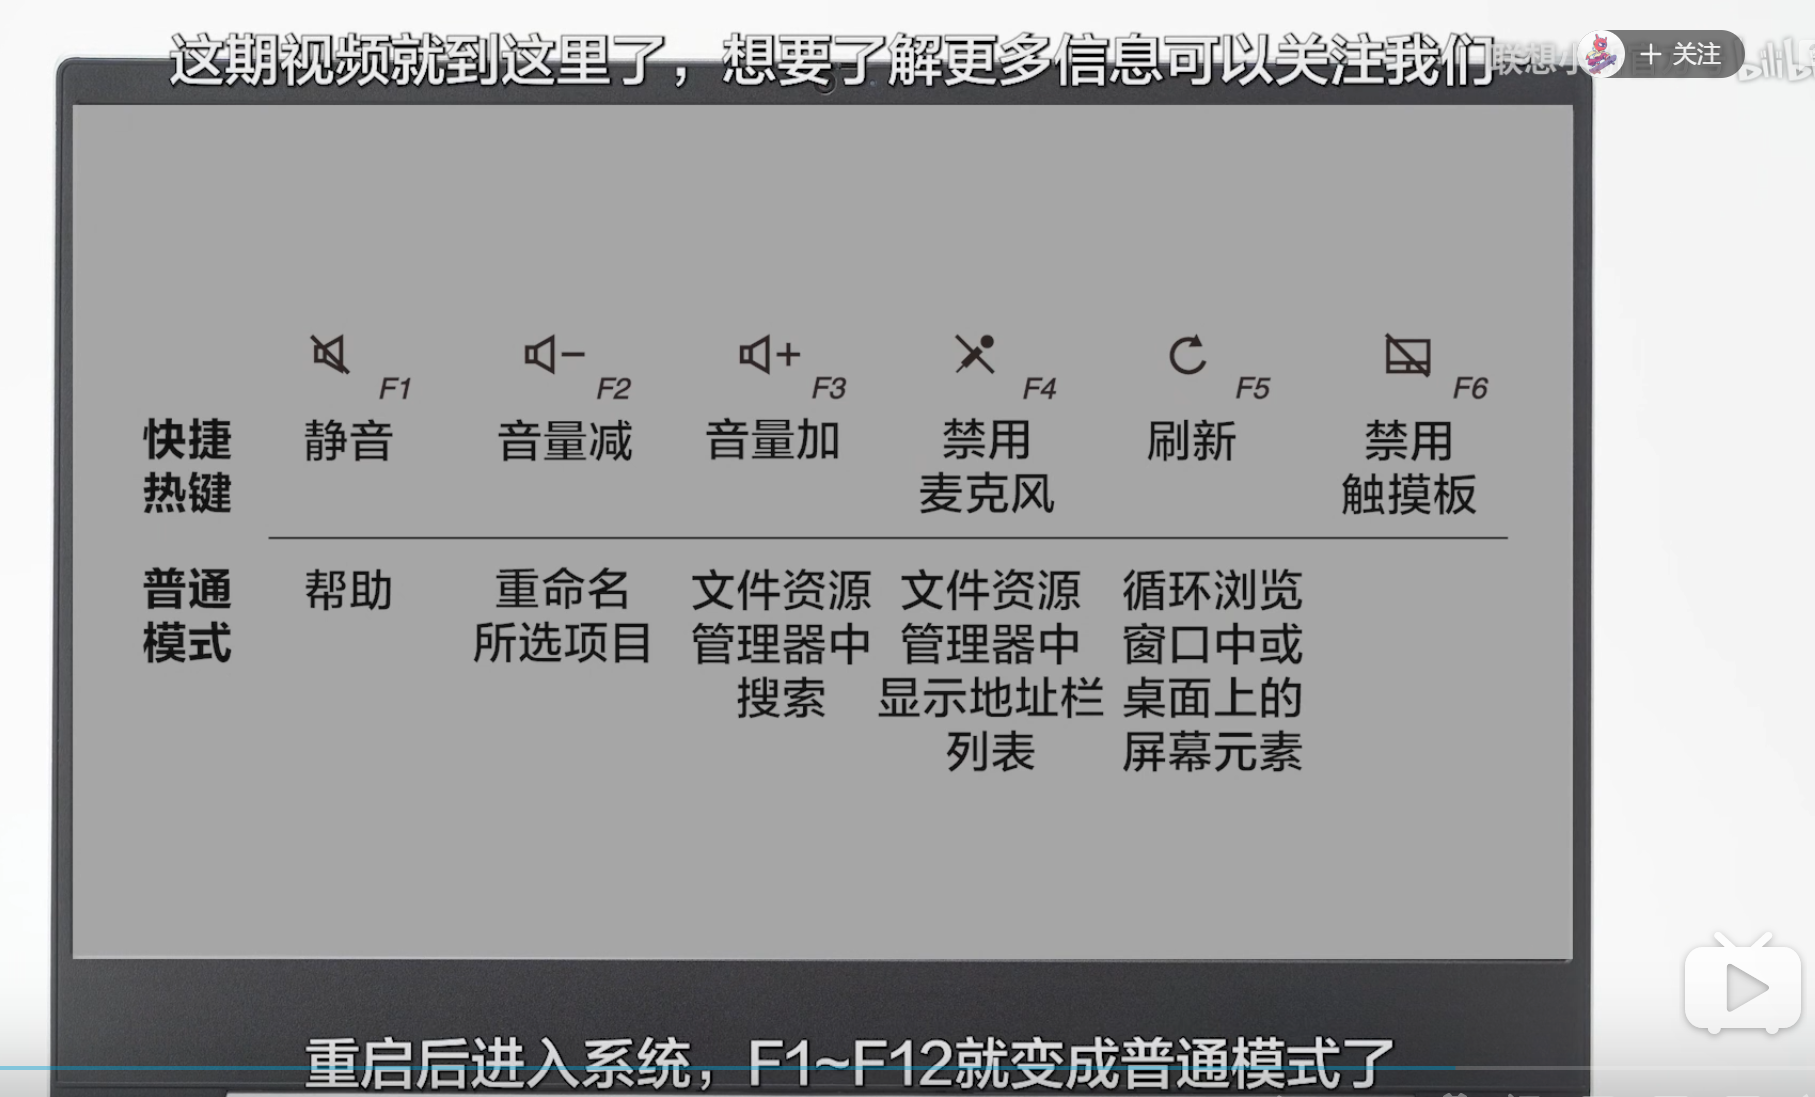 这期视频就到这里了，想要了解更多信息可以关注我们
联想小
+ 关注
F1 F2 F3 F4 F5 F6
快捷 静音 音量减 音量加 禁用 刷新 禁用
热键 麦克风 触摸板
普通 帮助 重命名 文件资源 文件资源 循环浏览
模式 所选项目 管理器中 管理器中 窗口中或
搜索 显示地址栏 桌面上的
列表 屏幕元素
重启后进入系统，F1~F12就变成普通模式了